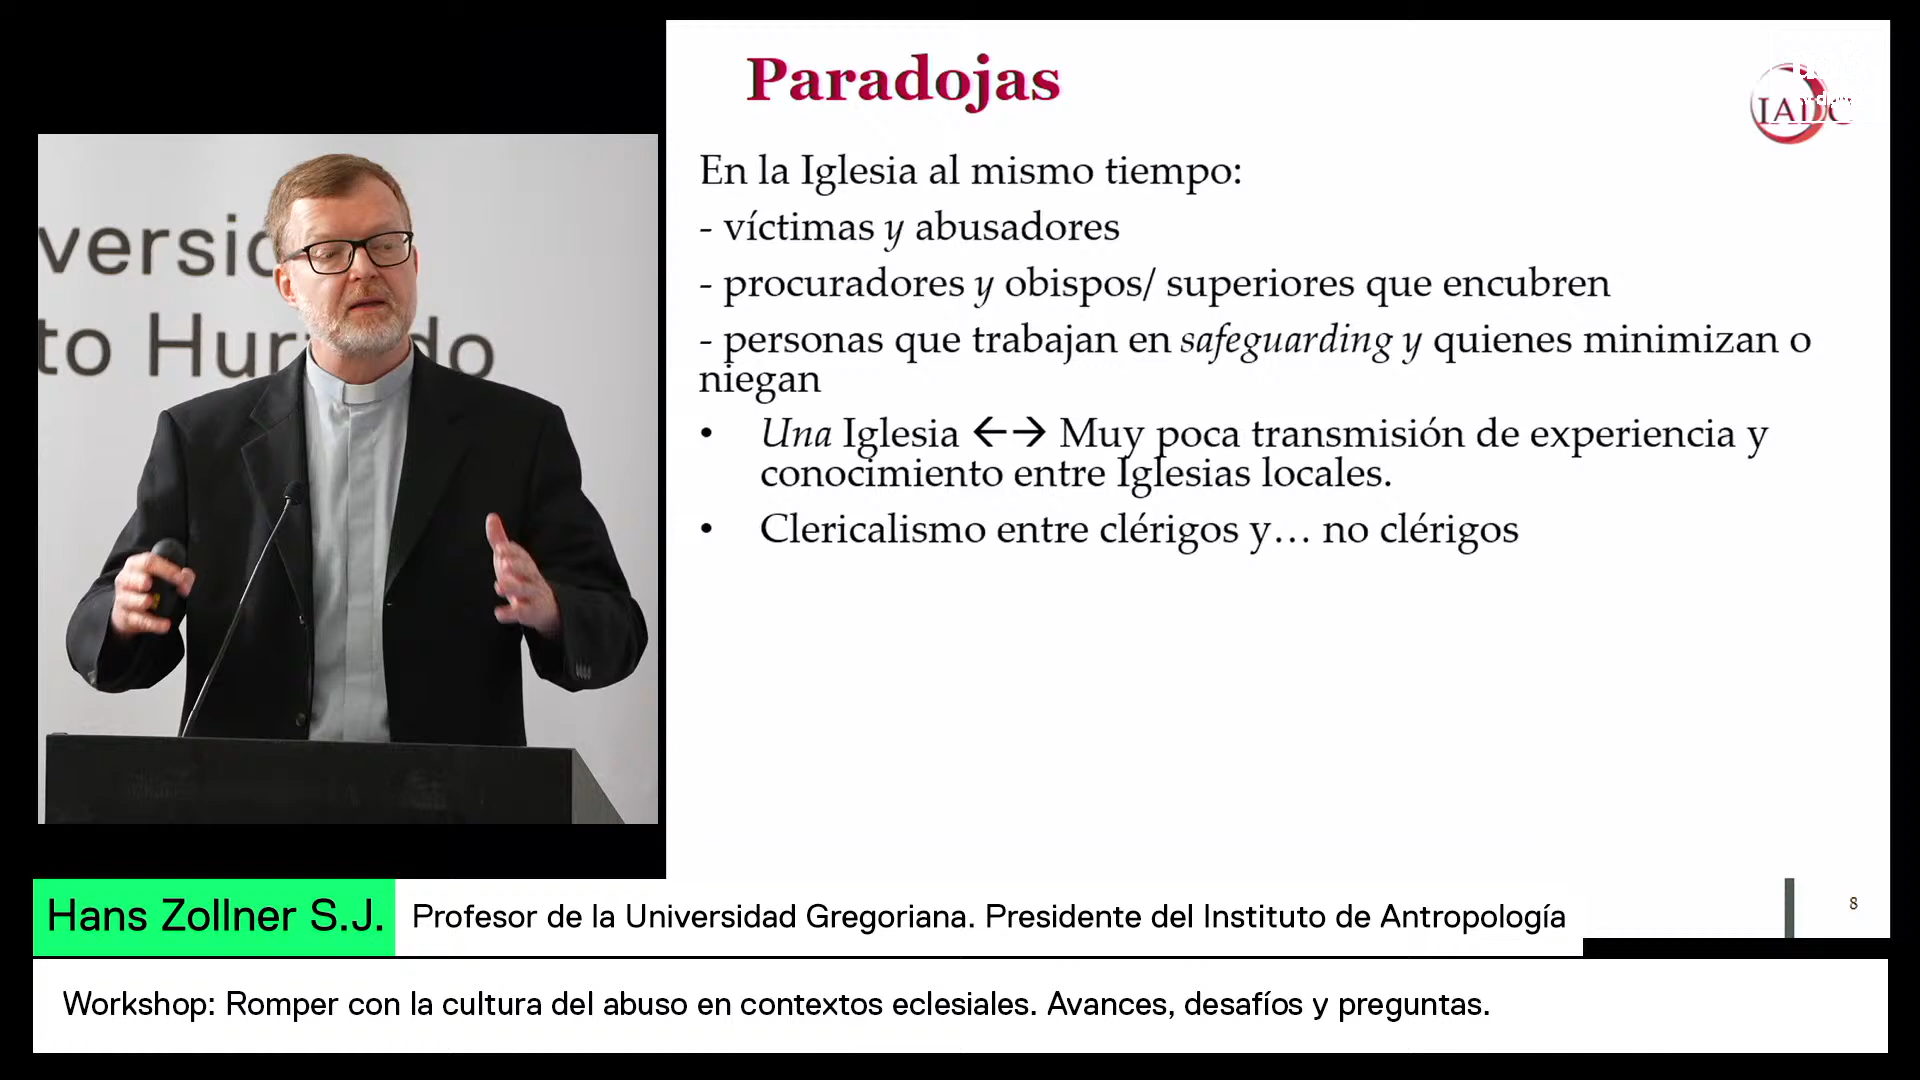 Paradojas
En la Iglesia al mismo tiempo:
- víctimas y abusadores
- procuradores y obispos/ superiores que encubren
- personas que trabajan en safeguarding y quienes minimizan o
niegan
• Una Iglesia ←→ Muy poca transmisión de experiencia y
conocimiento entre Iglesias locales.
• Clericalismo entre clérigos y… no clérigos
8
Hans Zollner S.J.
Profesor de la Universidad Gregoriana. Presidente del Instituto de Antropología
Workshop: Romper con la cultura del abuso en contextos eclesiales. Avances, desafíos y preguntas.